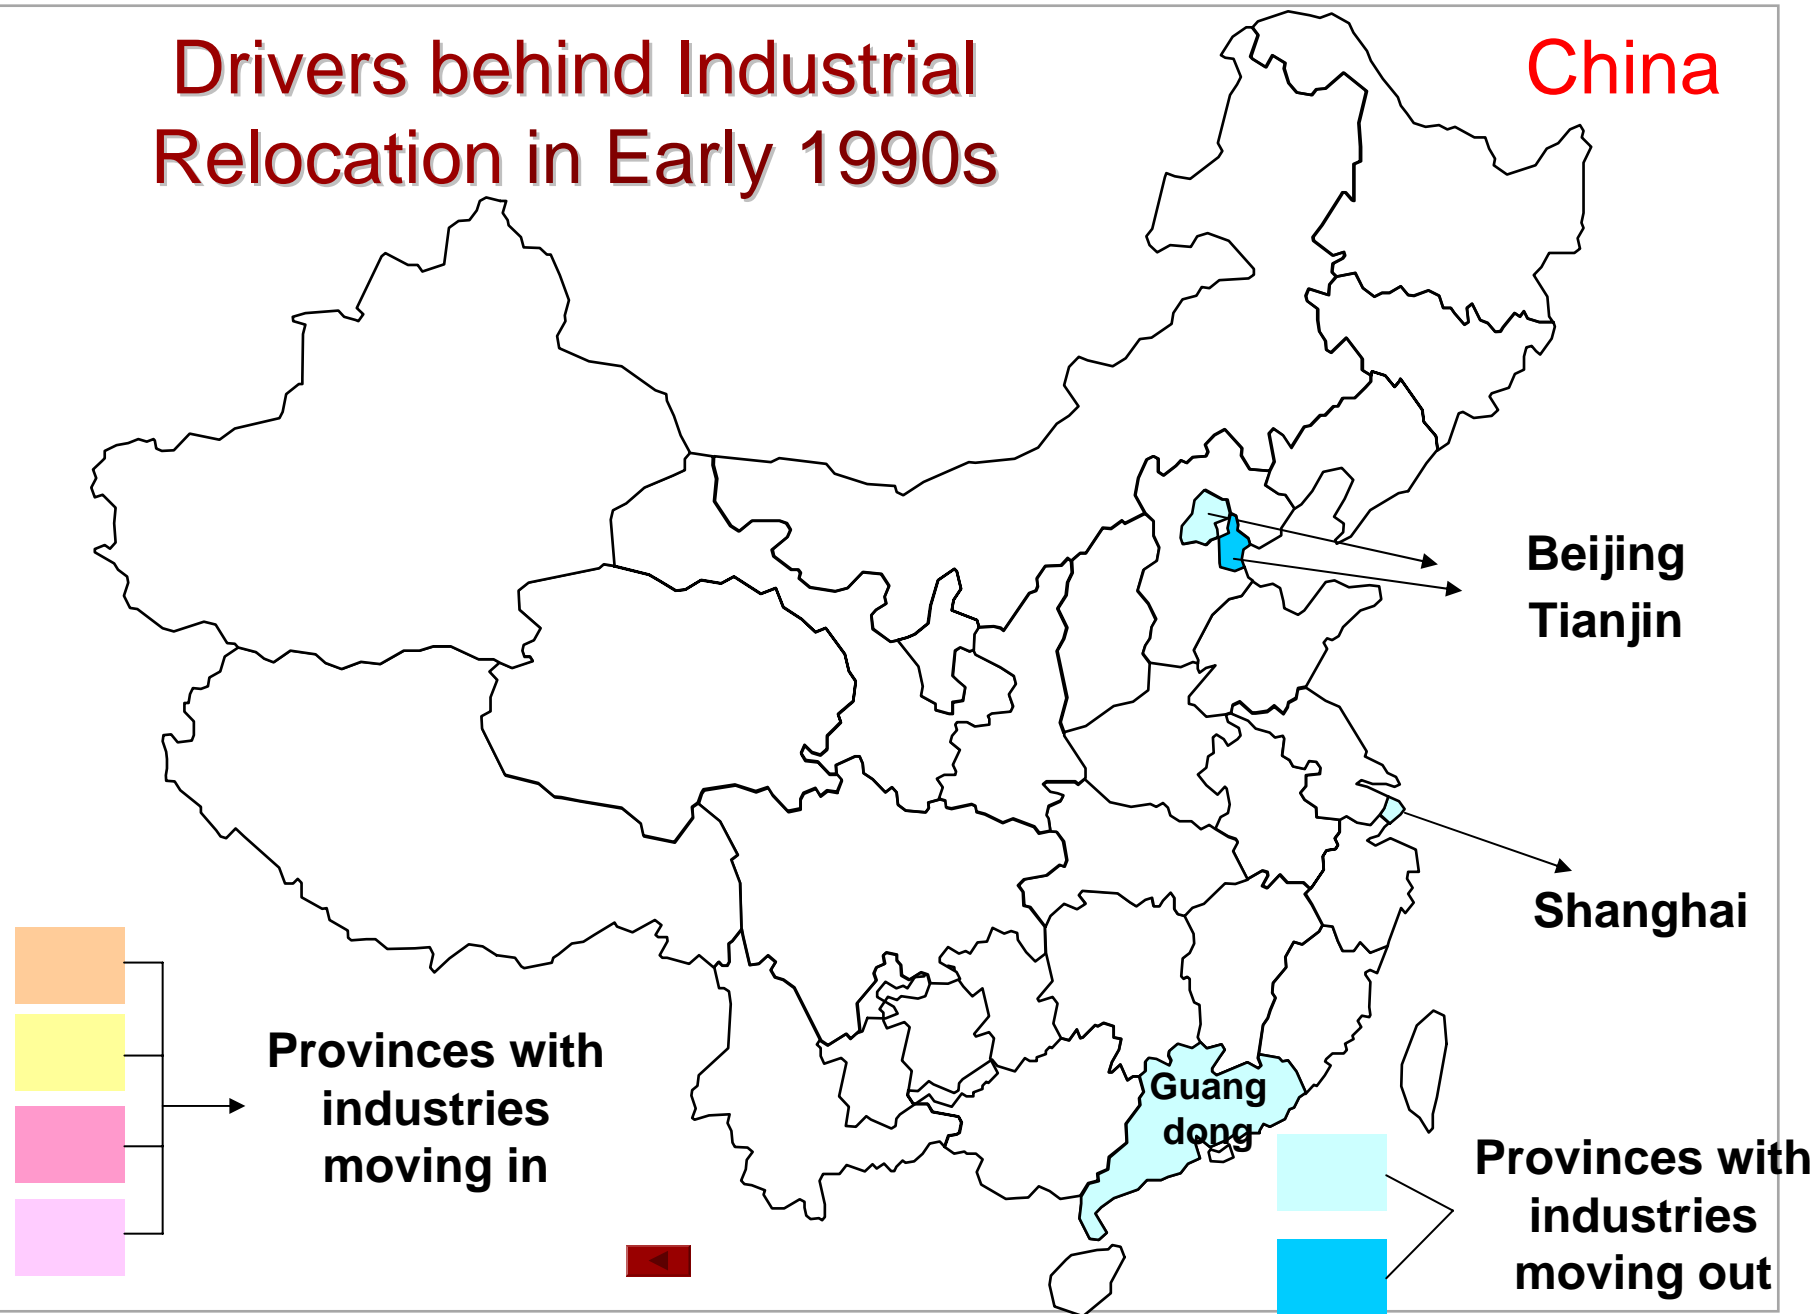 Drivers behind Industrial
Relocation in Early 1990s
China
Beijing
Tianjin
Shanghai
Provinces with
industries
moving in
Guang
dong
Provinces with
industries
moving out